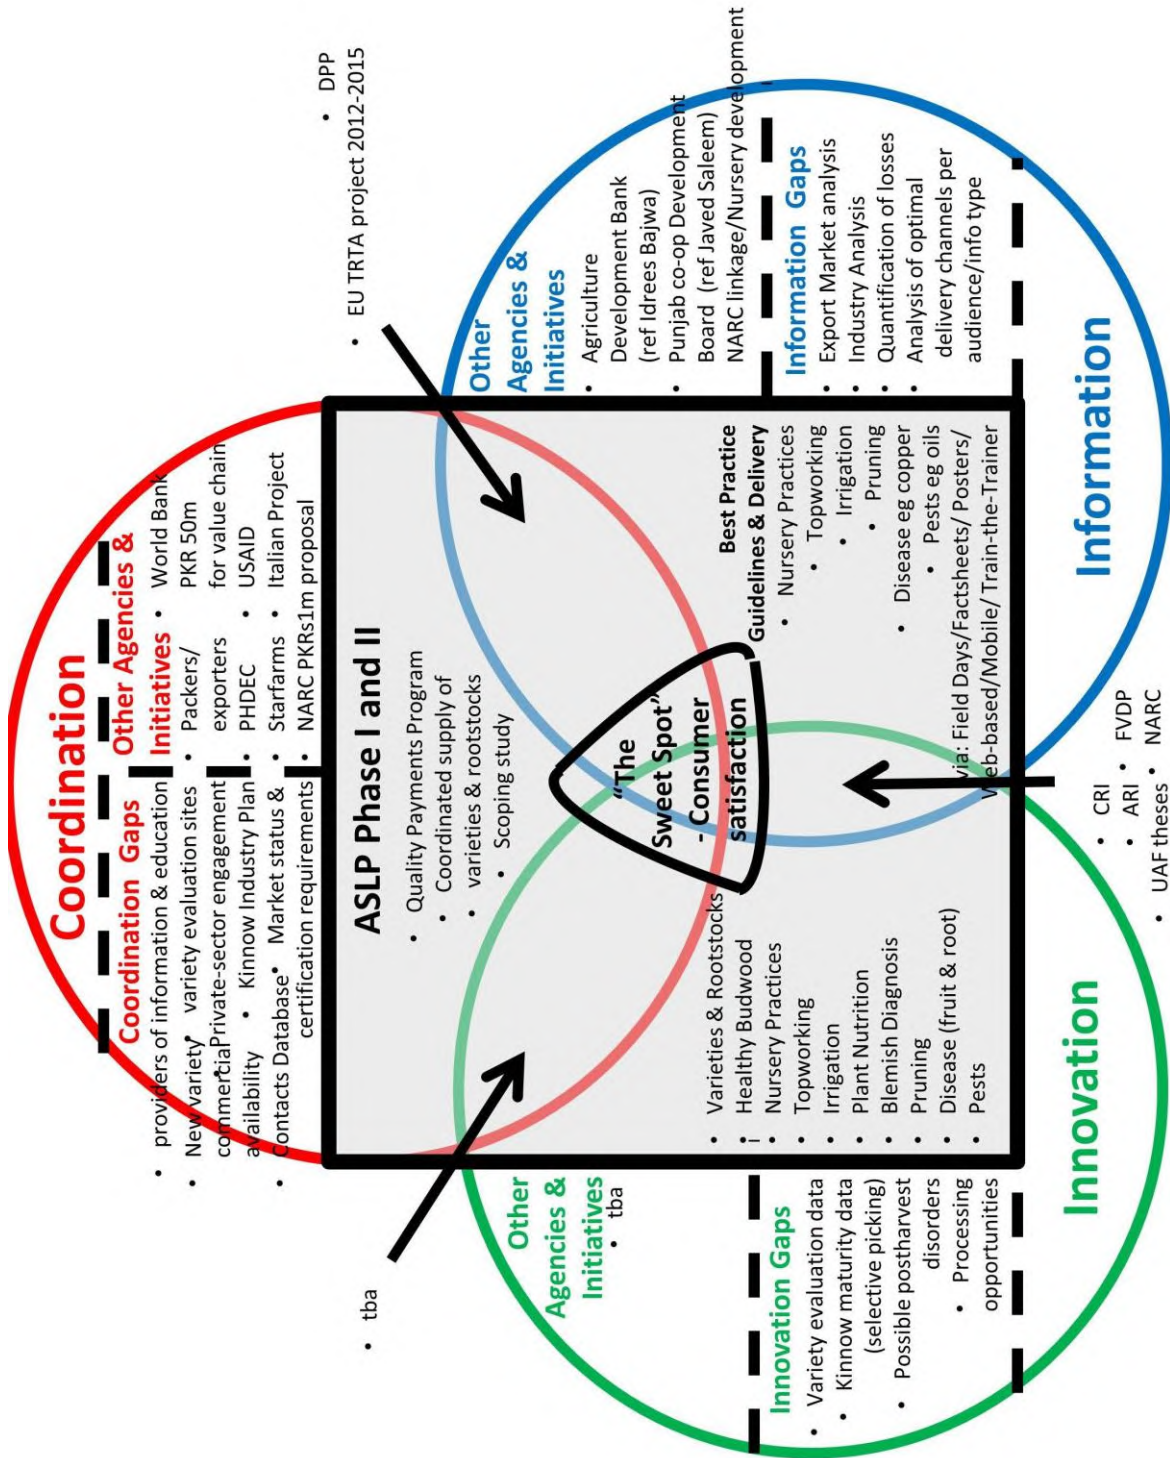 Coordination
Coordination Gaps
• providers of information & education
• New variety
commercial
availability
• variety evaluation sites
• Private-sector engagement
• Kinnow Industry Plan
• Contacts Database
• Market status &
certification requirements
Other Agencies &
Initiatives
• Packers/
exporters
• PHDEC
• Starfarms
• NARC PKRs1m proposal
• World Bank
PKR 50m
for value chain
• USAID
• Italian Project
• tba
• DPP
• EU TRTA project 2012-2015
ASLP Phase I and II
• Quality Payments Program
• Coordinated supply of
• varieties & rootstocks
• Scoping study
"The
Sweet Spot"
- Consumer
satisfaction
• Varieties & Rootstocks
• Healthy Budwood
• Nursery Practices
• Topworking
• Irrigation
• Plant Nutrition
• Blemish Diagnosis
• Pruning
• Disease (fruit & root)
• Pests
Best Practice
Guidelines & Delivery
• Nursery Practices
• Topworking
• Irrigation
• Pruning
• Disease eg copper
• Pests eg oils
via: Field Days/Factsheets/ Posters/
Web-based/Mobile/ Train-the-Trainer
Other
Agencies &
Initiatives
• tba
Innovation Gaps
• Variety evaluation data
• Kinnow maturity data
(selective picking)
• Possible postharvest
disorders
• Processing
opportunities
Innovation
Other
Agencies &
Initiatives
• Agriculture
Development Bank
(ref Idrees Bajwa)
• Punjab co-op Development
Board (ref Javed Saleem)
NARC linkage/Nursery development
Information Gaps
• Export Market analysis
• Industry Analysis
• Quantification of losses
• Analysis of optimal
delivery channels per
audience/info type
Information
• CRI
• ARI
• UAF theses
• FVDP
• NARC